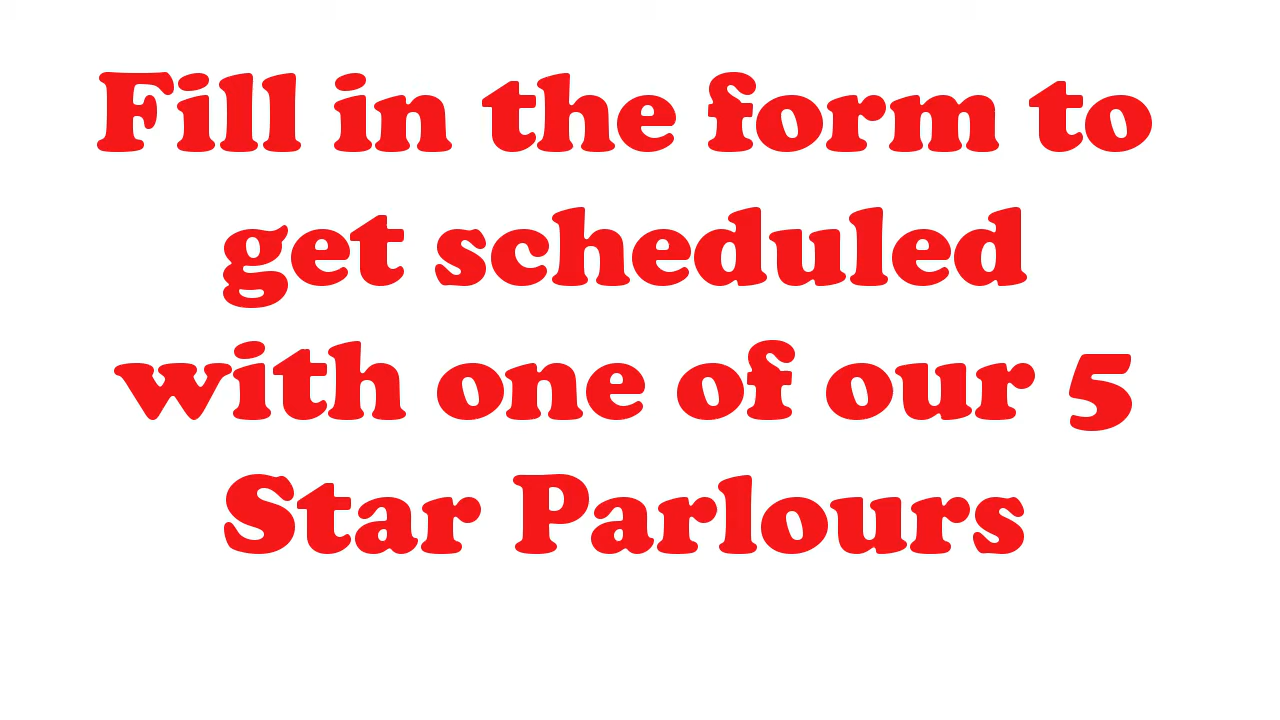 Fill in the form to
get scheduled
with one of our 5
Star Parlours